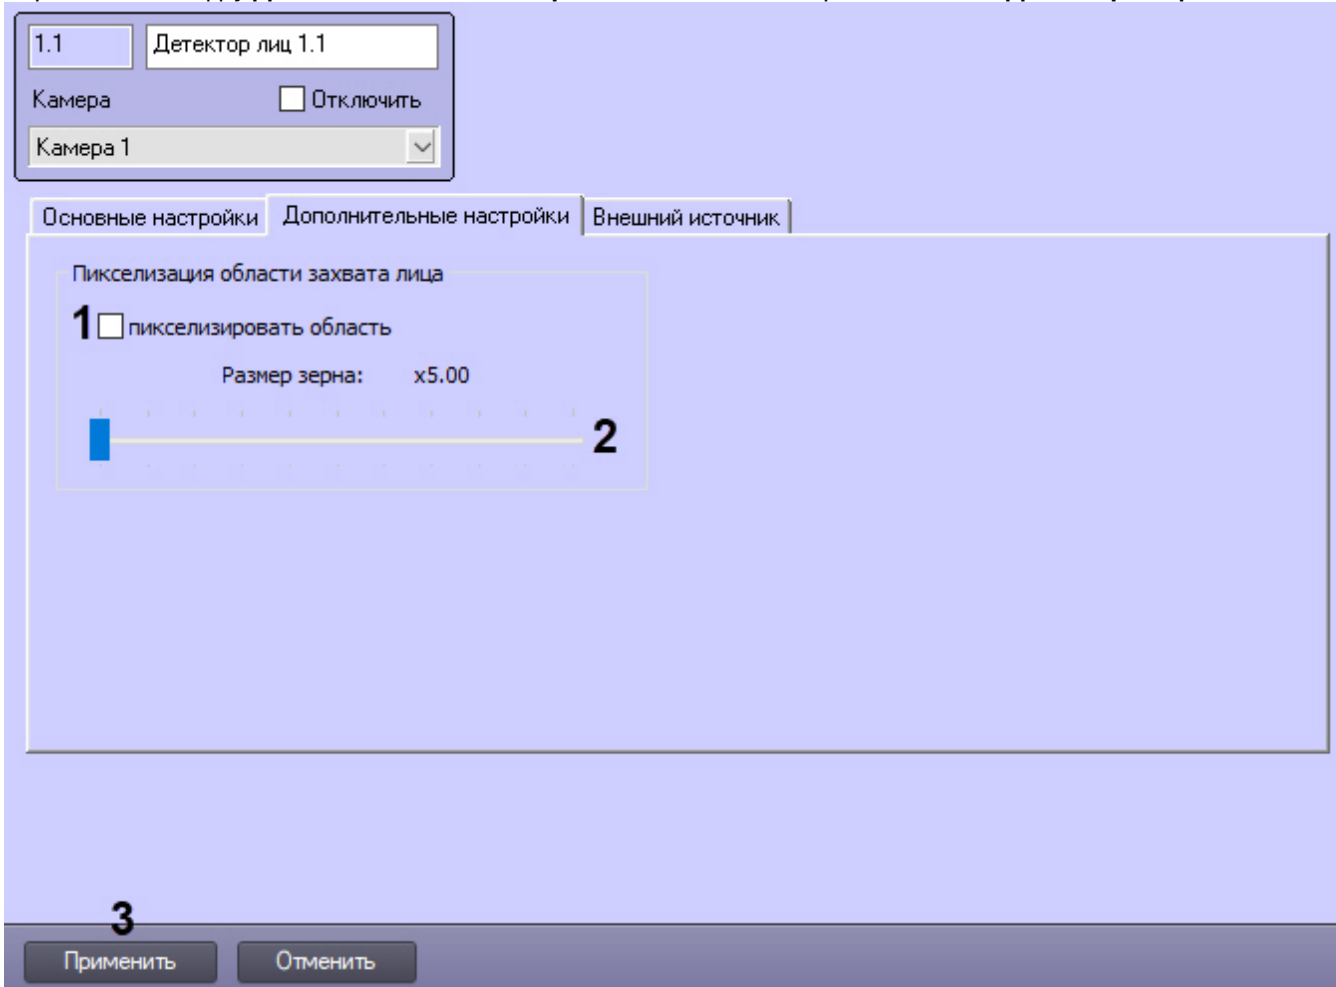 1.1 Детектор лиц 1.1
Камера Отключить
Камера 1
Основные настройки Дополнительные настройки Внешний источник
Пикселизация области захвата лица
1 пикселизировать область
Размер зерна: x5.00
2
3
Применить Отменить